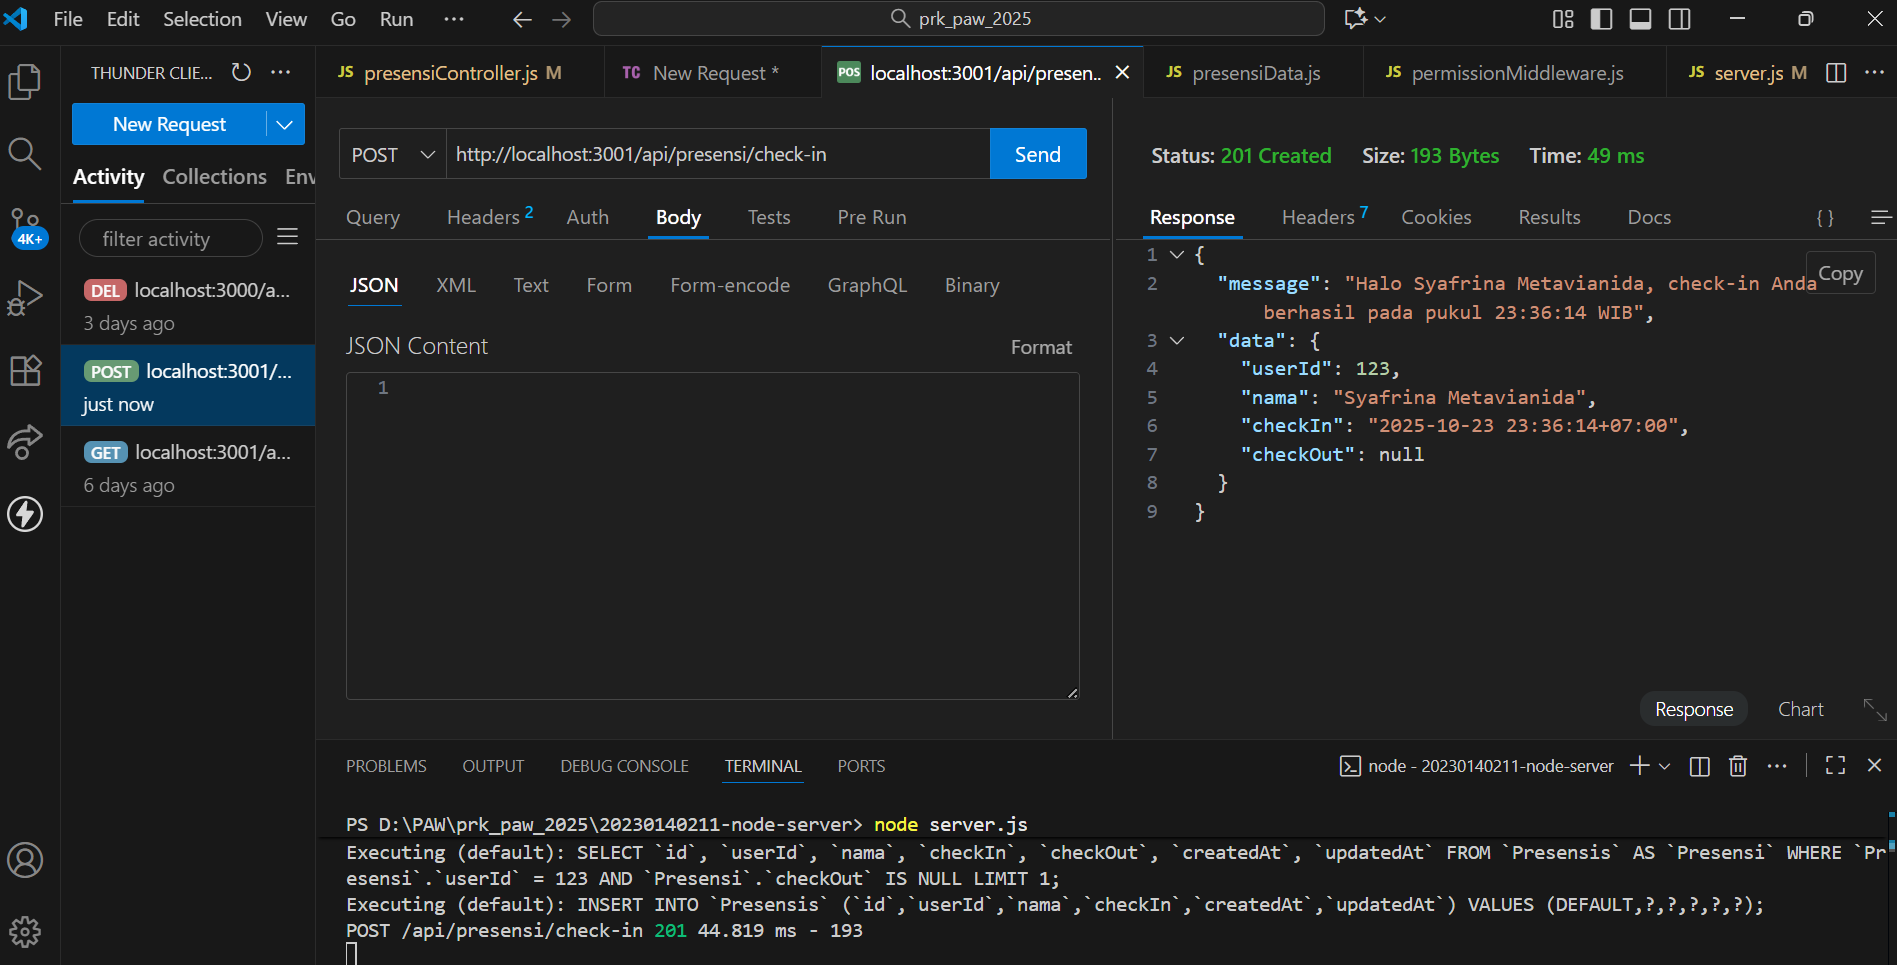 File Edit Selection View Go Run ··· prk_paw_2025
THUNDER CLIE... ···
New Request
Activity Collections Env
filter activity
DEL localhost:3000/a...
3 days ago
POST localhost:3001/...
just now
GET localhost:3001/a...
6 days ago
4K+
JS presensiController.js M TC New Request * POS localhost:3001/api/presen.. JS presensiData.js JS permissionMiddleware.js JS server.js M ···
POST http://localhost:3001/api/presensi/check-in Send
Query Headers 2 Auth Body Tests Pre Run
JSON XML Text Form Form-encode GraphQL Binary
JSON Content Format
1
Status: 201 Created Size: 193 Bytes Time: 49 ms
Response Headers 7 Cookies Results Docs { }
Copy
1 {
2 "message": "Halo Syafrina Metavianida, check-in Anda
berhasil pada pukul 23:36:14 WIB",
3 "data": {
4 "userId": 123,
5 "nama": "Syafrina Metavianida",
6 "checkIn": "2025-10-23 23:36:14+07:00",
7 "checkOut": null
8 }
9 }
Response Chart
PROBLEMS OUTPUT DEBUG CONSOLE TERMINAL PORTS node - 20230140211-node-server ···
PS D:\PAW\prk_paw_2025\20230140211-node-server> node server.js
Executing (default): SELECT `id`, `userId`, `nama`, `checkIn`, `checkOut`, `createdAt`, `updatedAt` FROM `Presensis` AS `Presensi` WHERE `Pr
esensi`.`userId` = 123 AND `Presensi`.`checkOut` IS NULL LIMIT 1;
Executing (default): INSERT INTO `Presensis` (`id`,`userId`,`nama`,`checkIn`,`createdAt`,`updatedAt`) VALUES (DEFAULT,?,?,?,?,?);
POST /api/presensi/check-in 201 44.819 ms - 193